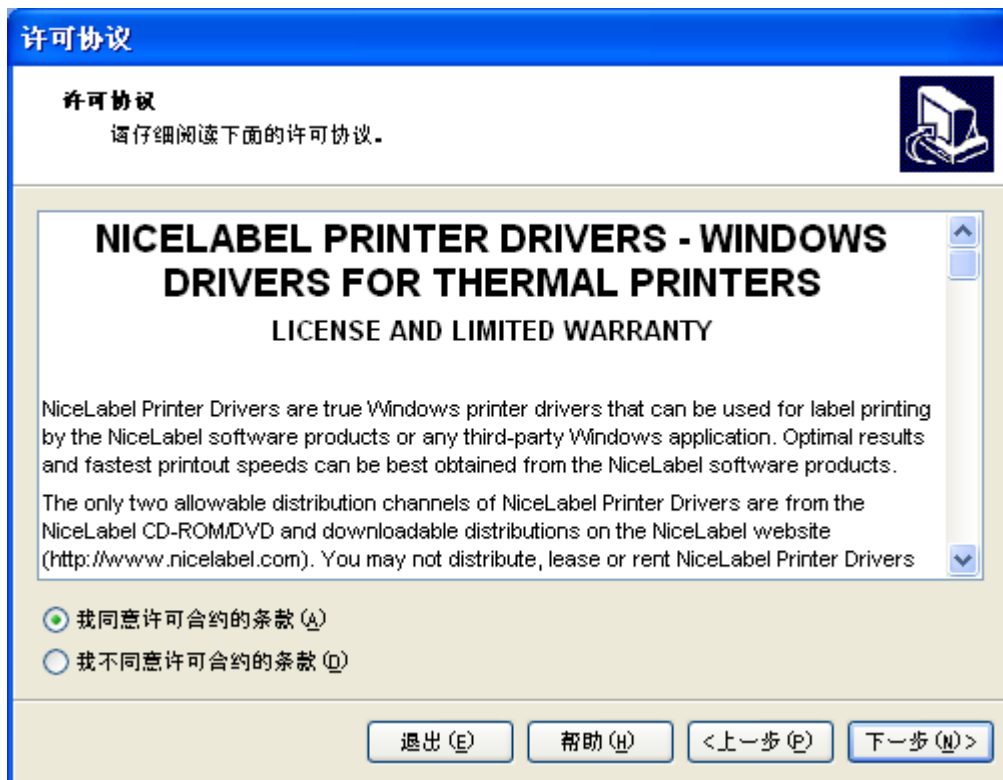 许可协议
许可协议
请仔细阅读下面的许可协议。
NICELABEL PRINTER DRIVERS - WINDOWS
DRIVERS FOR THERMAL PRINTERS
LICENSE AND LIMITED WARRANTY
NiceLabel Printer Drivers are true Windows printer drivers that can be used for label printing
by the NiceLabel software products or any third-party Windows application. Optimal results
and fastest printout speeds can be best obtained from the NiceLabel software products.
The only two allowable distribution channels of NiceLabel Printer Drivers are from the
NiceLabel CD-ROM/DVD and downloadable distributions on the NiceLabel website
(http://www.nicelabel.com). You may not distribute, lease or rent NiceLabel Printer Drivers
我同意许可合约的条款(A)
我不同意许可合约的条款(D)
退出(E) 帮助(H) <上一步(P) 下一步(N)>